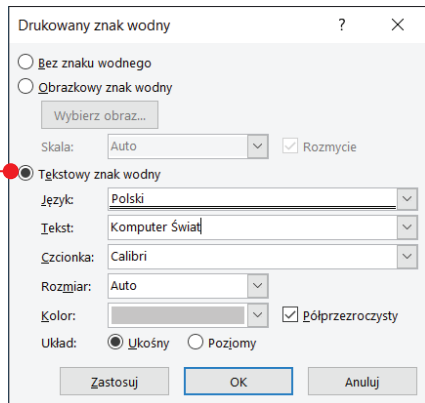 Drukowany znak wodny ?
Bez znaku wodnego
Obrazkowy znak wodny
Wybierz obraz...
Skala: Auto Rozmycie
Tekstowy znak wodny
Język: Polski
Tekst: Komputer Świat
Czcionka: Calibri
Rozmiar: Auto
Kolor: Półprzezroczysty
Układ: Ukośny Poziomy
Zastosuj OK Anuluj